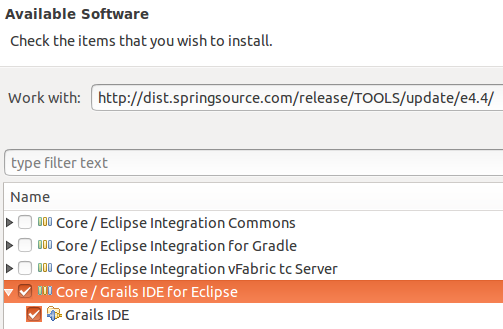 Available Software
Check the items that you wish to install.
Work with: http://dist.springsource.com/release/TOOLS/update/e4.4/
type filter text
Name
Core / Eclipse Integration Commons
Core / Eclipse Integration for Gradle
Core / Eclipse Integration vFabric tc Server
Core / Grails IDE for Eclipse
Grails IDE